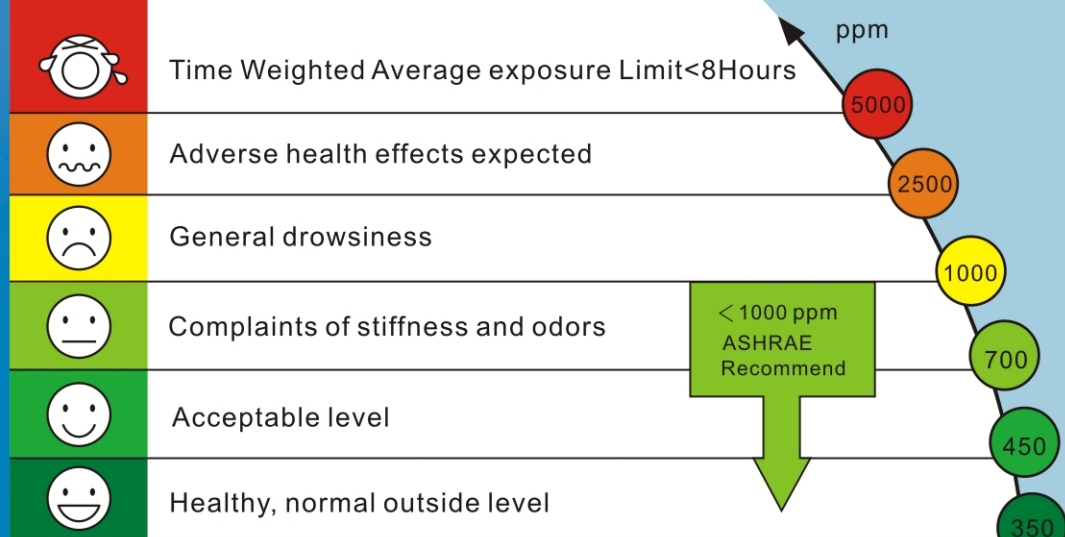 ppm
Time Weighted Average exposure Limit<8Hours
5000
Adverse health effects expected
2500
General drowsiness
1000
<1000 ppm
ASHRAE
Recommend
Complaints of stiffness and odors
700
Acceptable level
450
Healthy, normal outside level
350